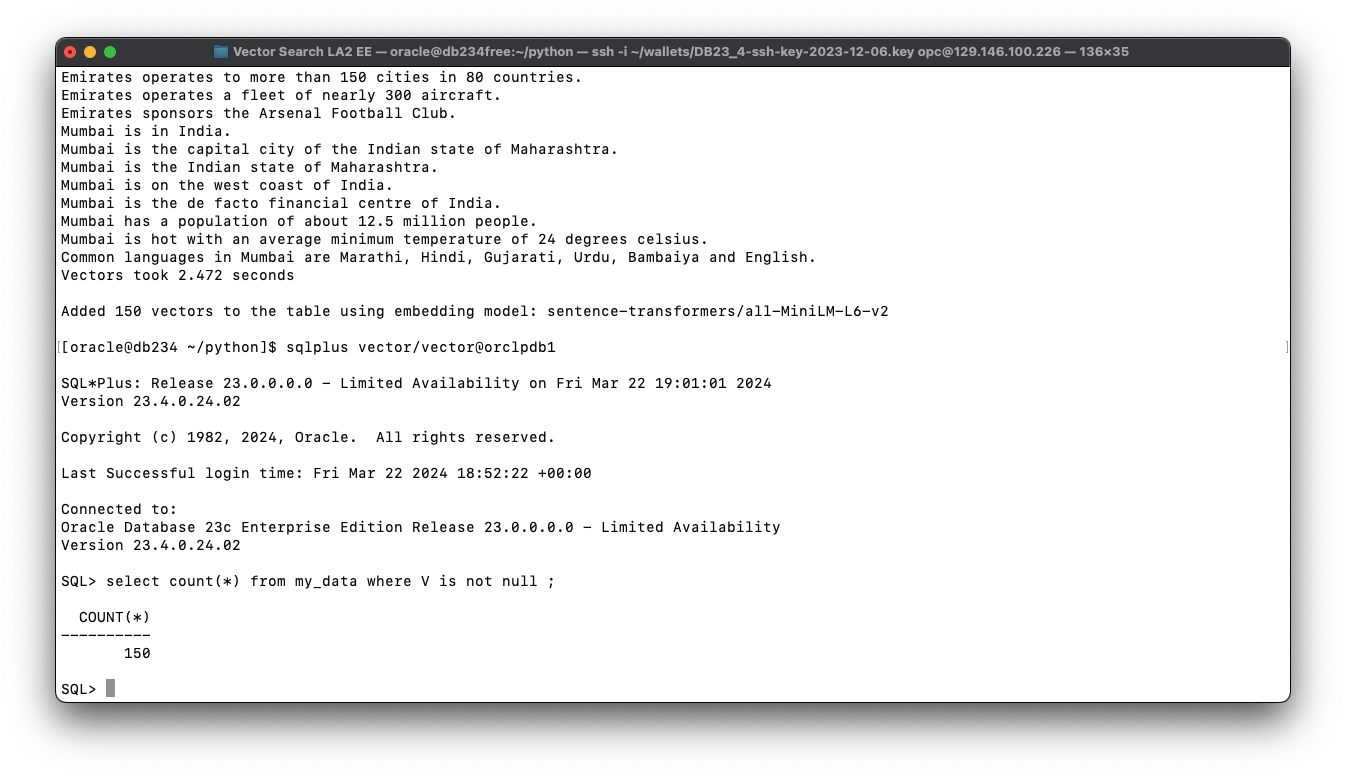 Vector Search LA2 EE — oracle@db234free:~/python — ssh -i ~/wallets/DB23_4-ssh-key-2023-12-06.key opc@129.146.100.226 — 136×35
Emirates operates to more than 150 cities in 80 countries.
Emirates operates a fleet of nearly 300 aircraft.
Emirates sponsors the Arsenal Football Club.
Mumbai is in India.
Mumbai is the capital city of the Indian state of Maharashtra.
Mumbai is the Indian state of Maharashtra.
Mumbai is on the west coast of India.
Mumbai is the de facto financial centre of India.
Mumbai has a population of about 12.5 million people.
Mumbai is hot with an average minimum temperature of 24 degrees celsius.
Common languages in Mumbai are Marathi, Hindi, Gujarati, Urdu, Bambaiya and English.
Vectors took 2.472 seconds
Added 150 vectors to the table using embedding model: sentence-transformers/all-MiniLM-L6-v2
[[oracle@db234 ~/python]$ sqlplus vector/vector@orclpdb1 ]
SQL*Plus: Release 23.0.0.0.0 - Limited Availability on Fri Mar 22 19:01:01 2024
Version 23.4.0.24.02
Copyright (c) 1982, 2024, Oracle.  All rights reserved.
Last Successful login time: Fri Mar 22 2024 18:52:22 +00:00
Connected to:
Oracle Database 23c Enterprise Edition Release 23.0.0.0.0 - Limited Availability
Version 23.4.0.24.02
SQL> select count(*) from my_data where V is not null ;
COUNT(*)
----------
150
SQL>